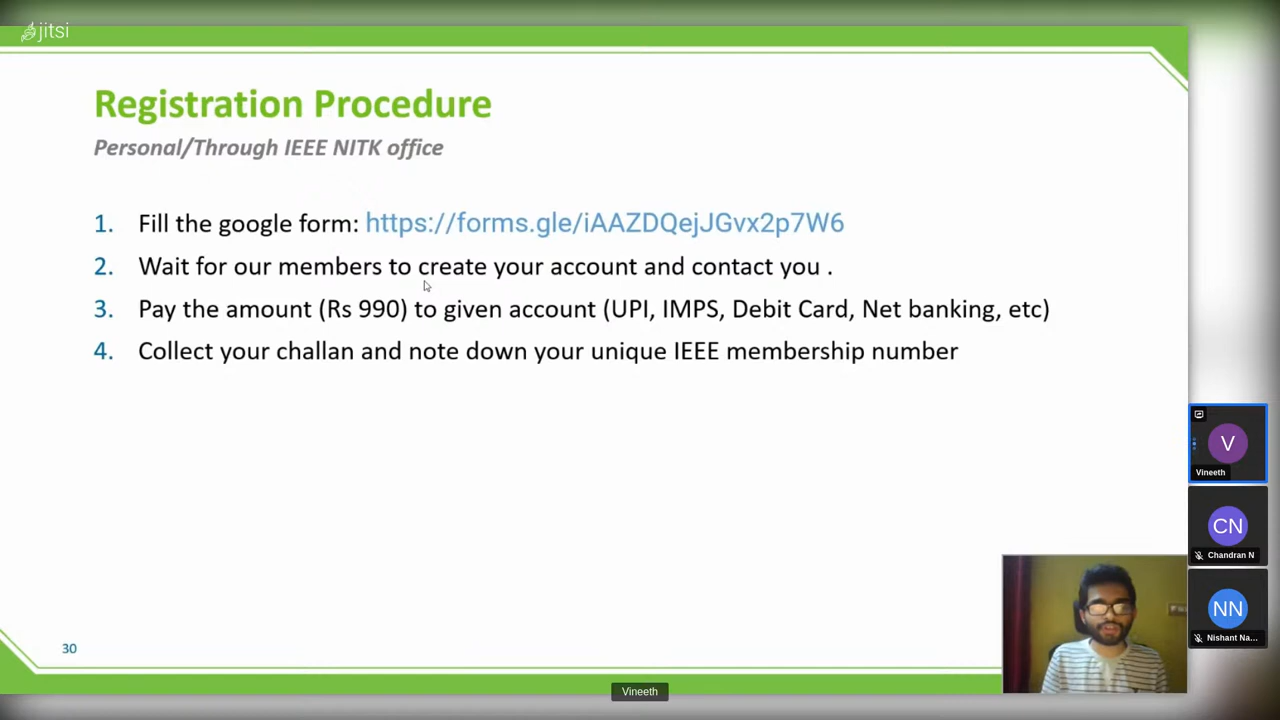 jitsi
Registration Procedure
Personal/Through IEEE NITK office
1. Fill the google form: https://forms.gle/iAAZDQejJGvx2p7W6
2. Wait for our members to create your account and contact you .
3. Pay the amount (Rs 990) to given account (UPI, IMPS, Debit Card, Net banking, etc)
4. Collect your challan and note down your unique IEEE membership number
V
Vineeth
CN
Chandran N
NN
Nishant Na...
30
Vineeth